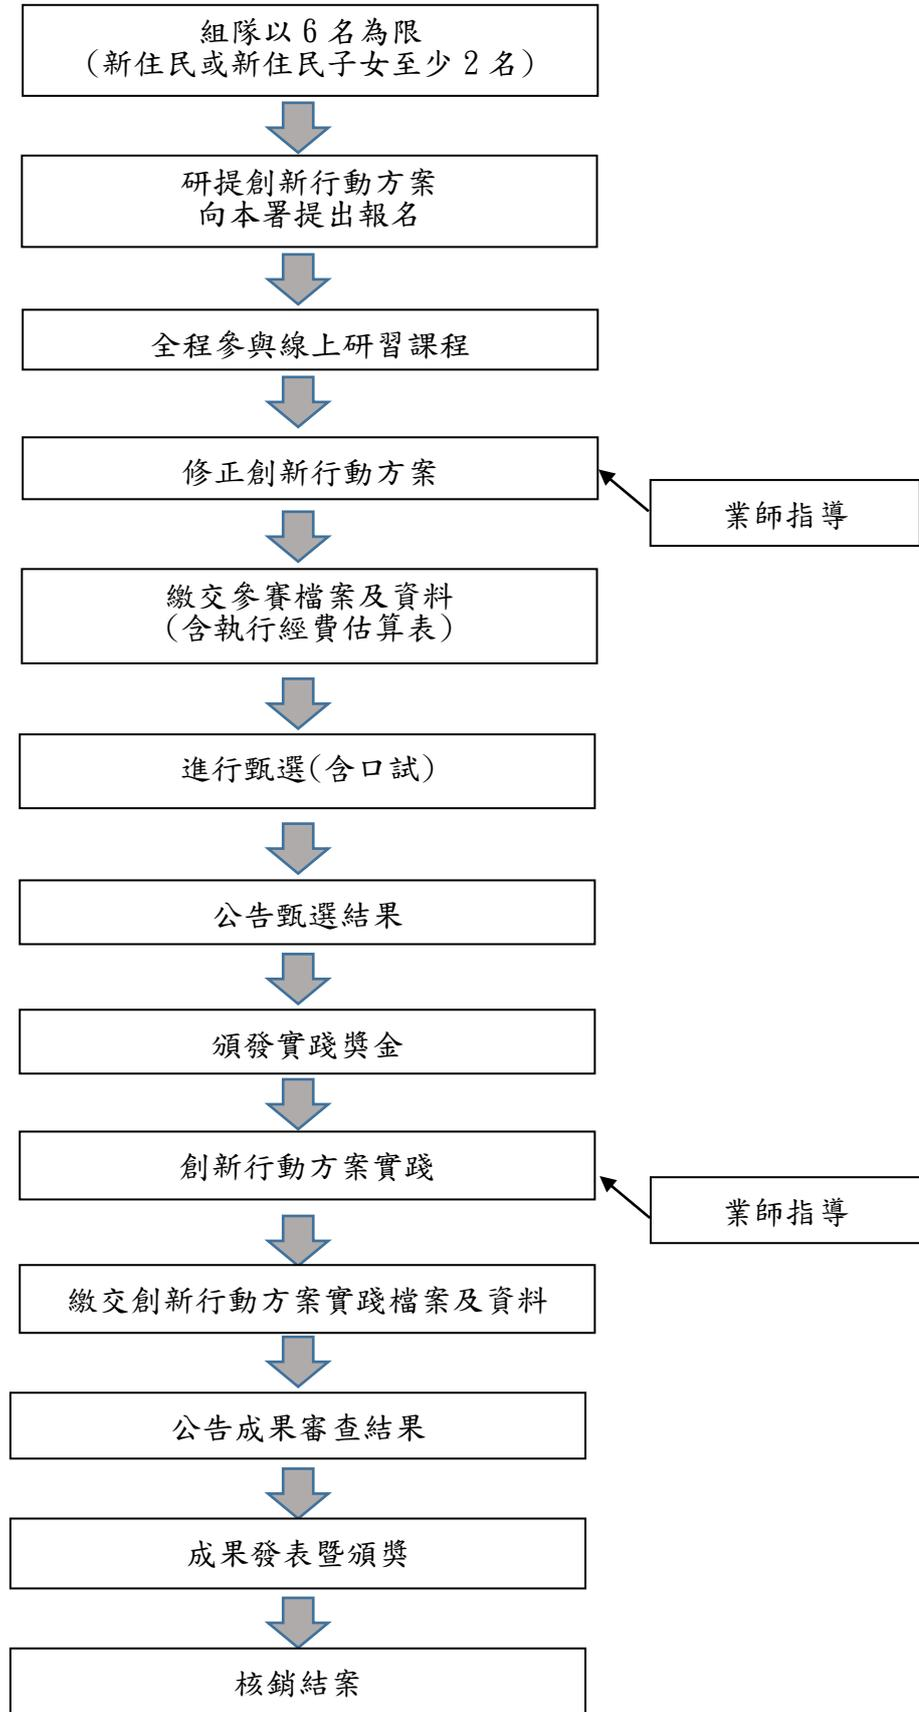 組隊以 6 名為限
(新住民或新住民子女至少 2 名)
研提創新行動方案
向本署提出報名
全程參與線上研習課程
修正創新行動方案
業師指導
繳交參賽檔案及資料
(含執行經費估算表)
進行甄選(含口試)
公告甄選結果
頒發實踐獎金
創新行動方案實踐
業師指導
繳交創新行動方案實踐檔案及資料
公告成果審查結果
成果發表暨頒獎
核銷結案